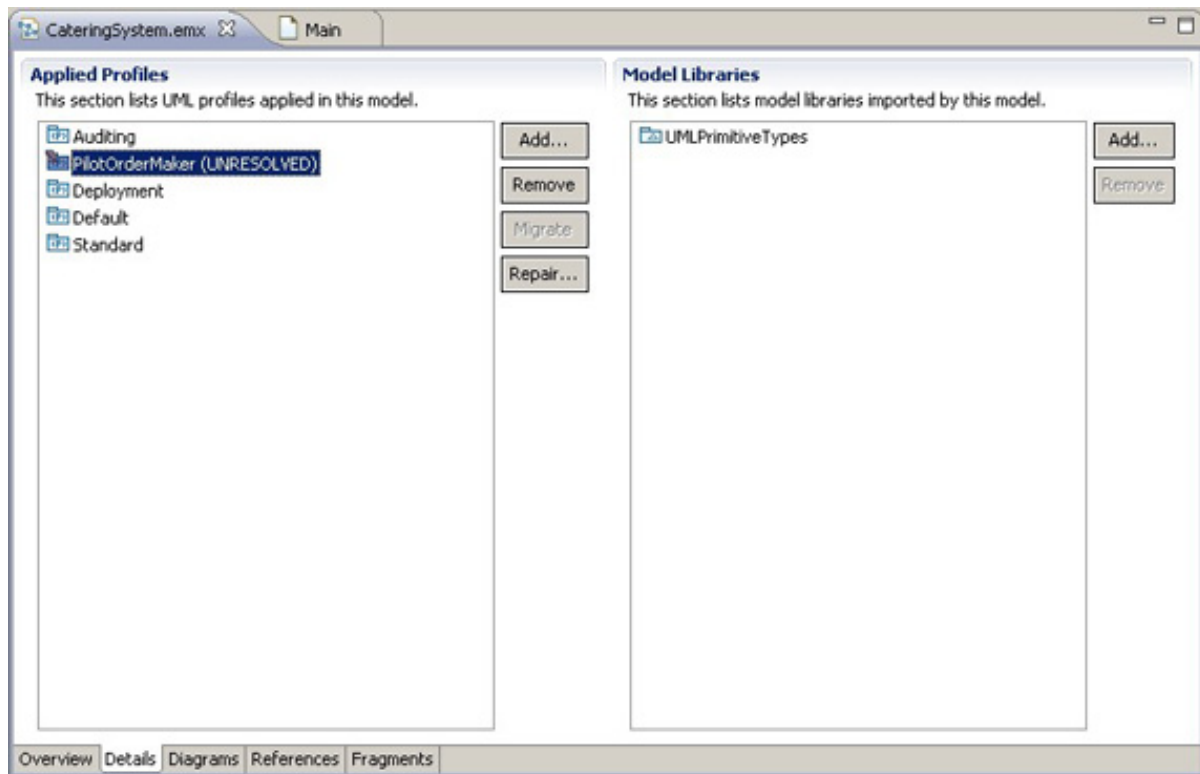 CateringSystem.emx Main
Applied Profiles
This section lists UML profiles applied in this model.
Auditing
PilotOrderMaker (UNRESOLVED)
Deployment
Default
Standard
Add...
Remove
Migrate
Repair...
Model Libraries
This section lists model libraries imported by this model.
UMLPrimitiveTypes
Add...
Remove
Overview Details Diagrams References Fragments